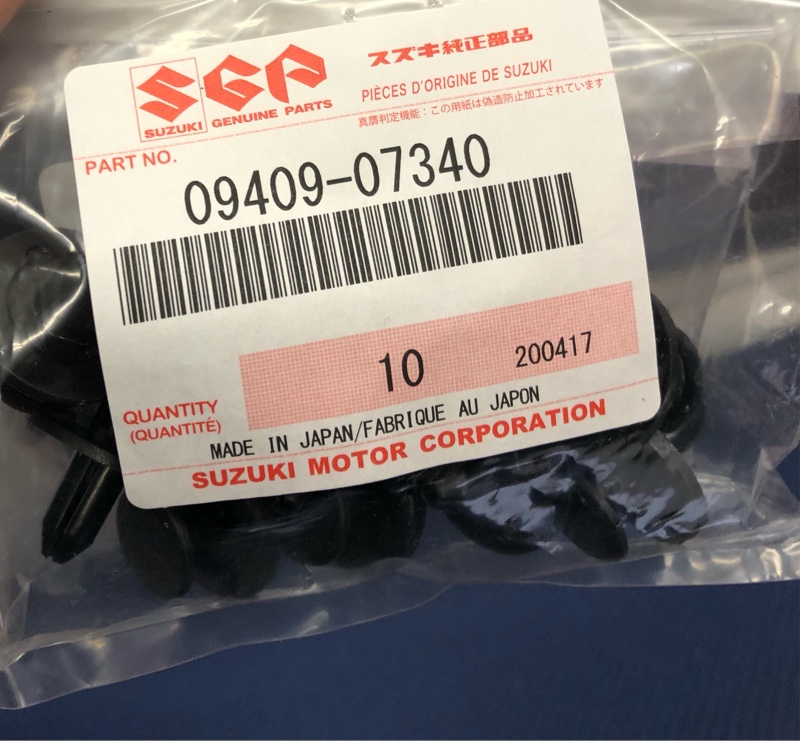 SGP
SUZUKI GENUINE PARTS
スズキ純正部品
PIÈCES D'ORIGINE DE SUZUKI
真贋判定機能：この用紙は偽造防止加工されています
PART NO.
09409-07340
10
200417
QUANTITY
(QUANTITÉ)
MADE IN JAPAN/FABRIQUE AU JAPON
SUZUKI MOTOR CORPORATION